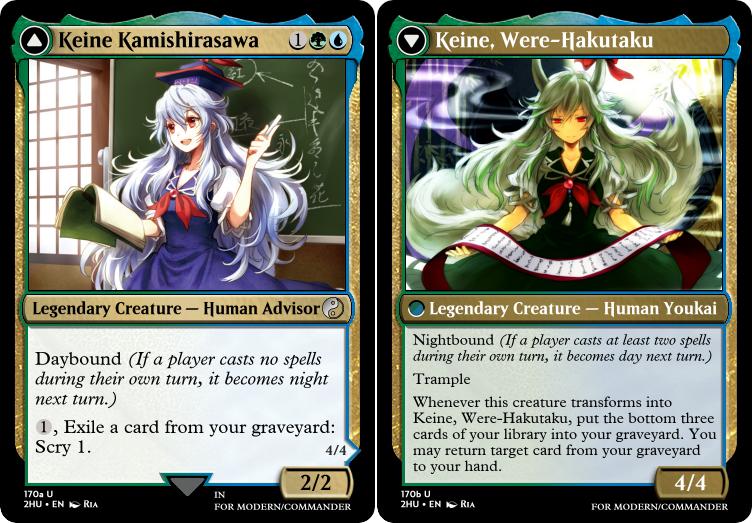 Keine Kamishirasawa 1
Legendary Creature — Human Advisor
Daybound (If a player casts no spells
during their own turn, it becomes night
next turn.)
1, Exile a card from your graveyard:
Scry 1.
4/4
2/2
170a U
2HU • EN RIA
IN
FOR MODERN/COMMANDER
Keine, Were-Hakutaku
Legendary Creature — Human Youkai
Nightbound (If a player casts at least two spells
during their own turn, it becomes day next turn.)
Trample
Whenever this creature transforms into
Keine, Were-Hakutaku, put the bottom three
cards of your library into your graveyard. You
may return target card from your graveyard
to your hand.
4/4
170b U
2HU • EN RIA
FOR MODERN/COMMANDER